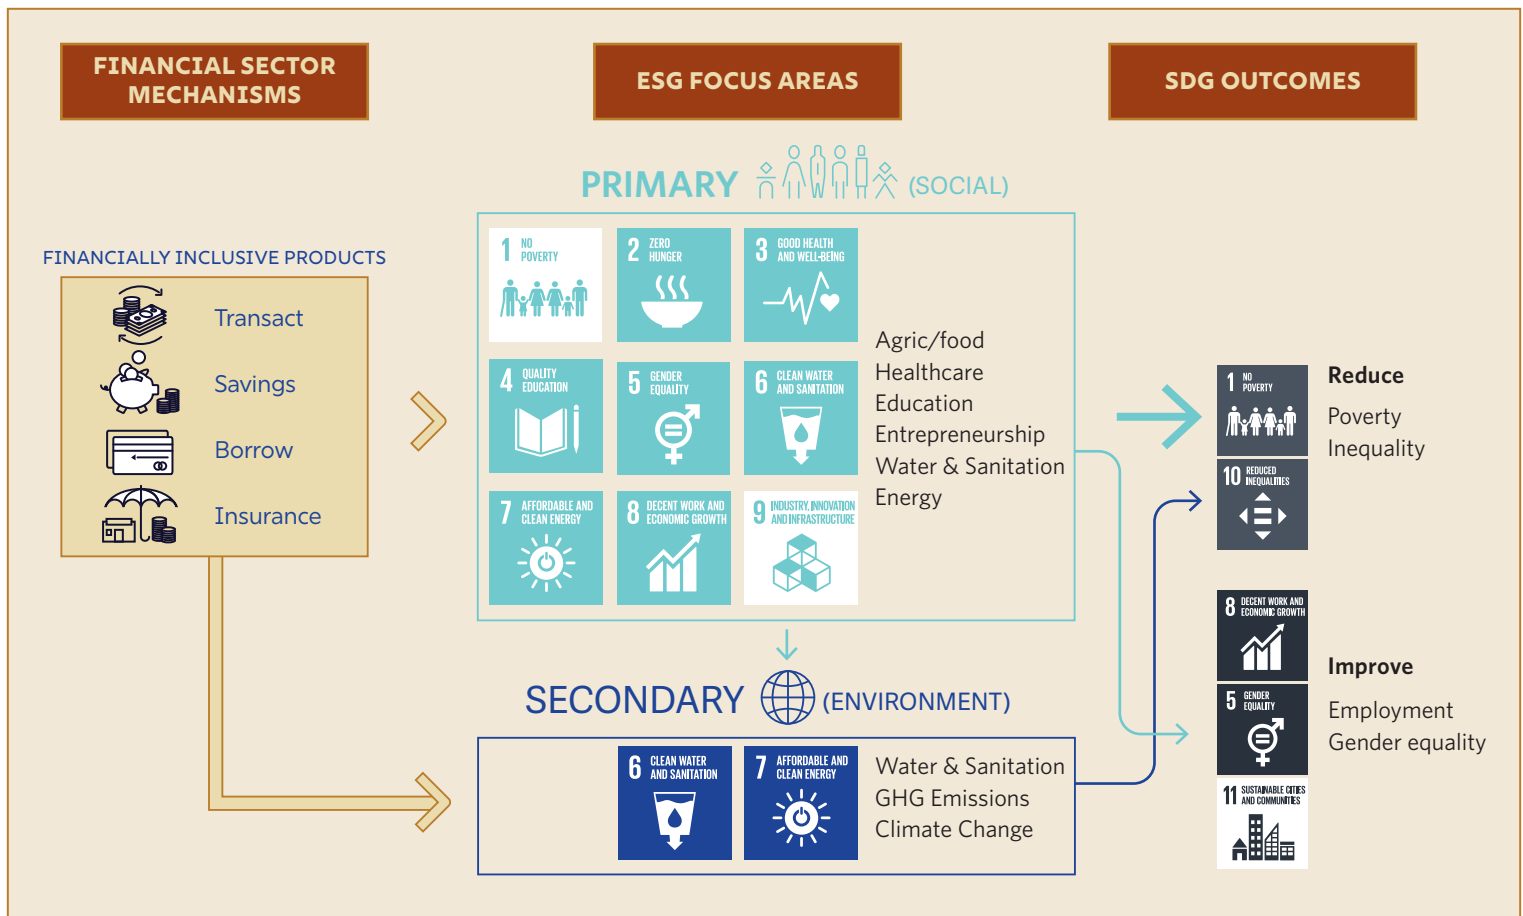 FINANCIAL SECTOR
MECHANISMS
ESG FOCUS AREAS
SDG OUTCOMES
PRIMARY (SOCIAL)
FINANCIALLY INCLUSIVE PRODUCTS
Transact
Savings
Borrow
Insurance
1 NO
POVERTY
2 ZERO
HUNGER
3 GOOD HEALTH
AND WELL-BEING
4 QUALITY
EDUCATION
5 GENDER
EQUALITY
6 CLEAN WATER
AND SANITATION
7 AFFORDABLE AND
CLEAN ENERGY
8 DECENT WORK AND
ECONOMIC GROWTH
9 INDUSTRY, INNOVATION
AND INFRASTRUCTURE
Agric/food
Healthcare
Education
Entrepreneurship
Water & Sanitation
Energy
SECONDARY (ENVIRONMENT)
6 CLEAN WATER
AND SANITATION
7 AFFORDABLE AND
CLEAN ENERGY
Water & Sanitation
GHG Emissions
Climate Change
1 NO
POVERTY
10 REDUCED
INEQUALITIES
Reduce
Poverty
Inequality
8 DECENT WORK AND
ECONOMIC GROWTH
5 GENDER
EQUALITY
11 SUSTAINABLE CITIES
AND COMMUNITIES
Improve
Employment
Gender equality